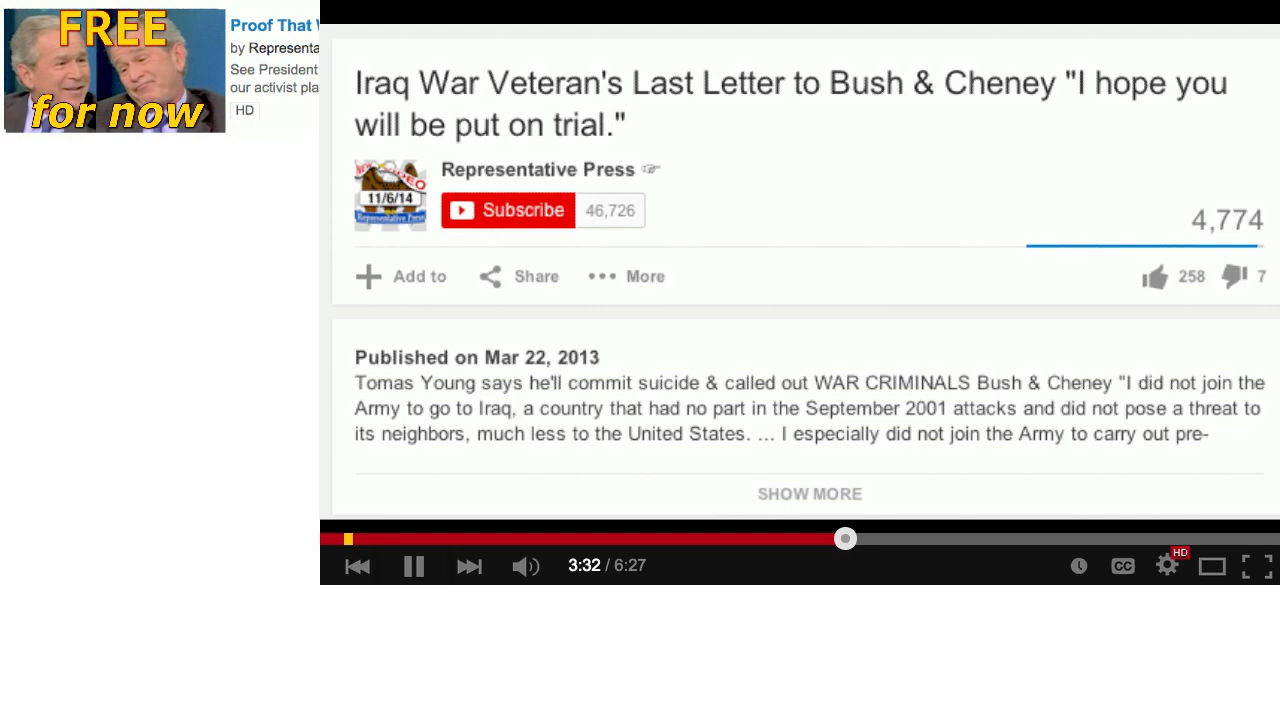 FREE
for now
Proof That
by Representa
See President
our activist pla
HD
Iraq War Veteran's Last Letter to Bush & Cheney "I hope you
will be put on trial."
Representative Press ☞
11/6/14
Representative Press
Subscribe 46,726
4,774
Add to Share More
258 7
Published on Mar 22, 2013
Tomas Young says he'll commit suicide & called out WAR CRIMINALS Bush & Cheney "I did not join the
Army to go to Iraq, a country that had no part in the September 2001 attacks and did not pose a threat to
its neighbors, much less to the United States. ... I especially did not join the Army to carry out pre-
SHOW MORE
3:32 / 6:27
CC HD